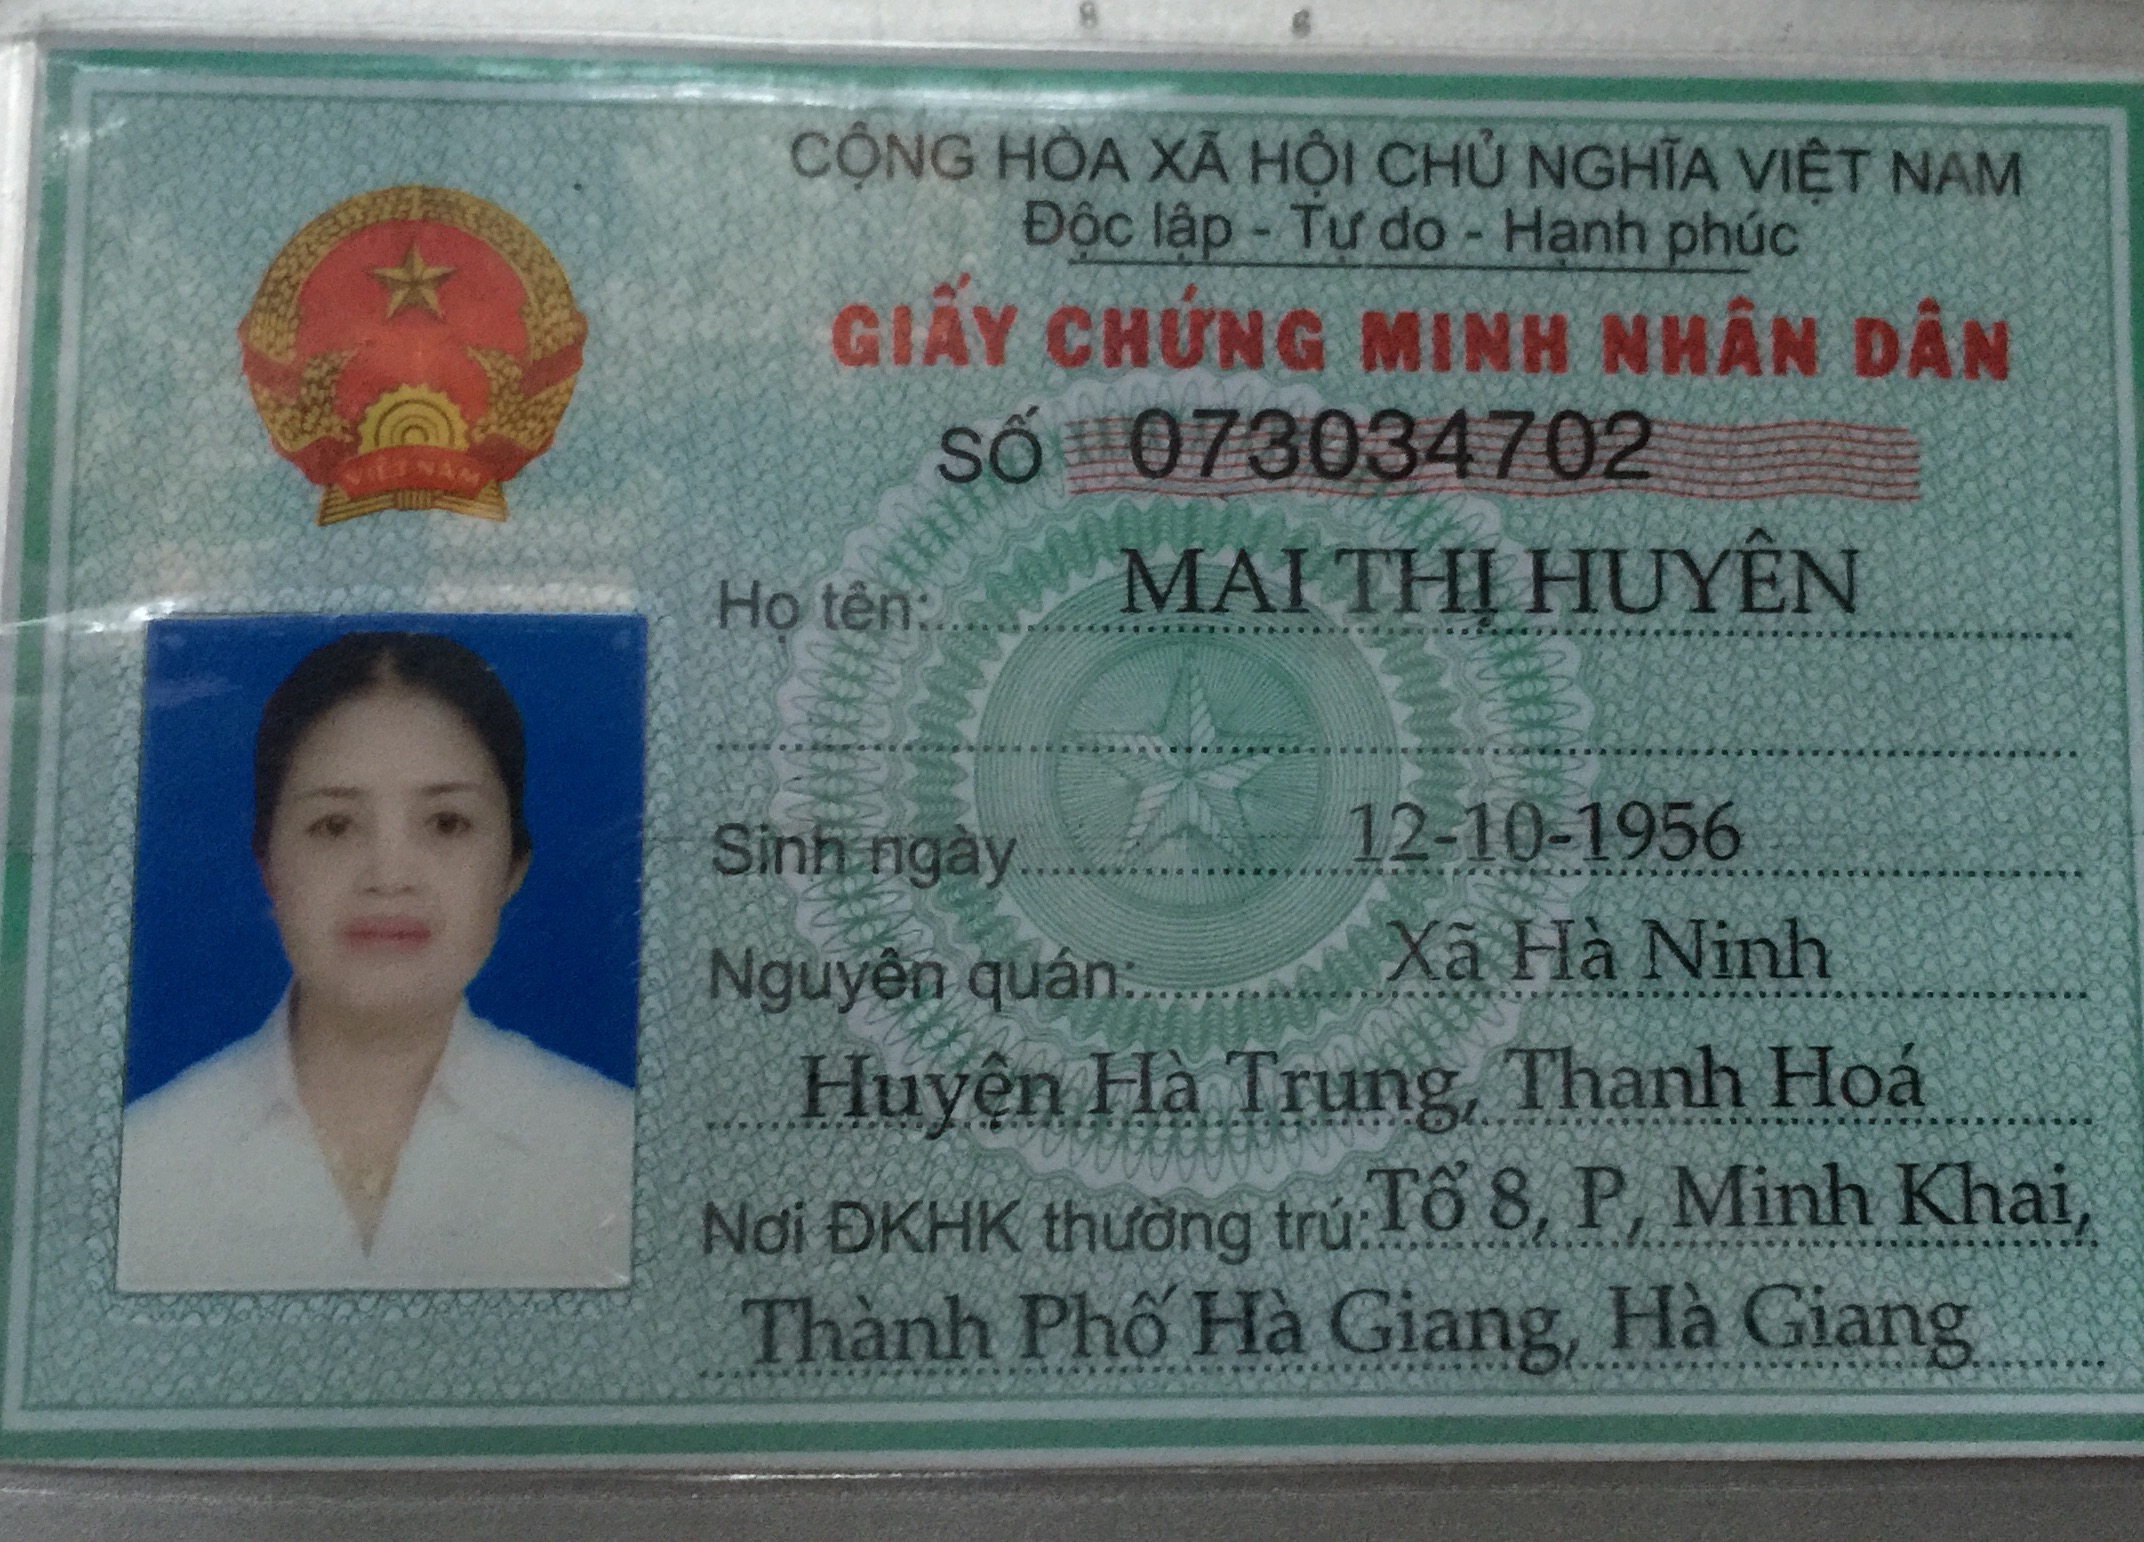 CỘNG HÒA XÃ HỘI CHỦ NGHĨA VIỆT NAM
Độc lập - Tự do - Hạnh phúc
GIẤY CHỨNG MINH NHÂN DÂN
SỐ 073034702
VIỆT NAM
Họ tên: MAI THỊ HUYÊN
Sinh ngày 12-10-1956
Nguyên quán: Xã Hà Ninh
Huyện Hà Trung, Thanh Hoá
Nơi ĐKHK thường trú: Tổ 8, P, Minh Khai,
Thành Phố Hà Giang, Hà Giang